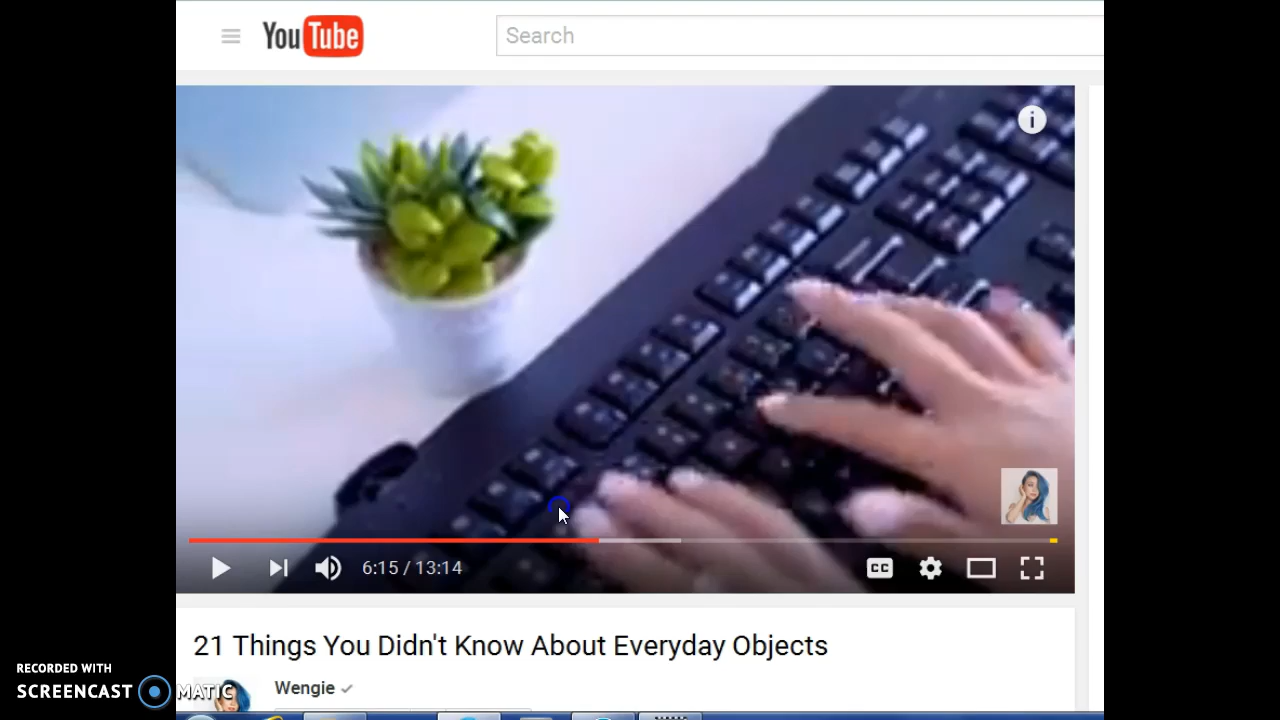 YouTube
Search
i
6:15 / 13:14
CC
21 Things You Didn't Know About Everyday Objects
Wengie
RECORDED WITH
SCREENCAST MATIC